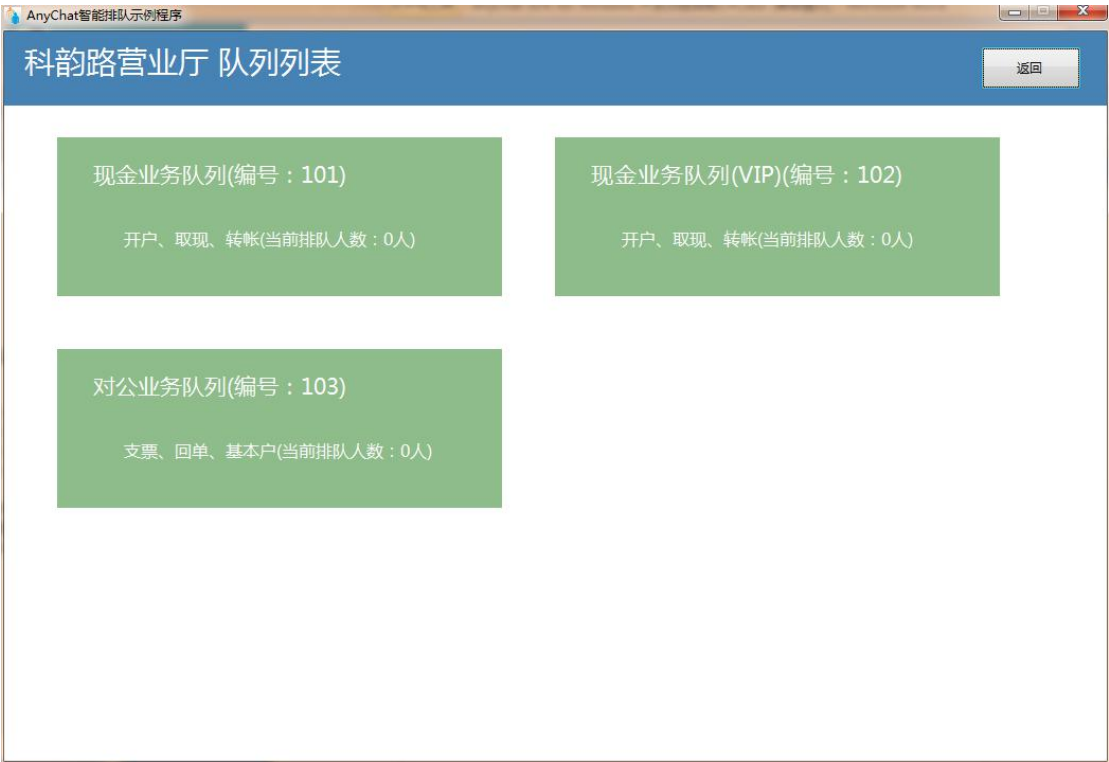 AnyChat智能排队示例程序
科韵路营业厅 队列列表
返回
现金业务队列(编号：101)
开户、取现、转帐(当前排队人数：0人)
现金业务队列(VIP)(编号：102)
开户、取现、转帐(当前排队人数：0人)
对公业务队列(编号：103)
支票、回单、基本户(当前排队人数：0人)